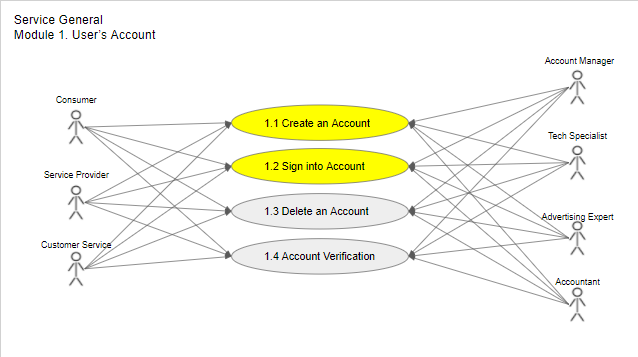 Service General
Module 1. User's Account
Account Manager
Consumer
1.1 Create an Account
Tech Specialist
1.2 Sign into Account
Service Provider
1.3 Delete an Account
Advertising Expert
Customer Service
1.4 Account Verification
Accountant